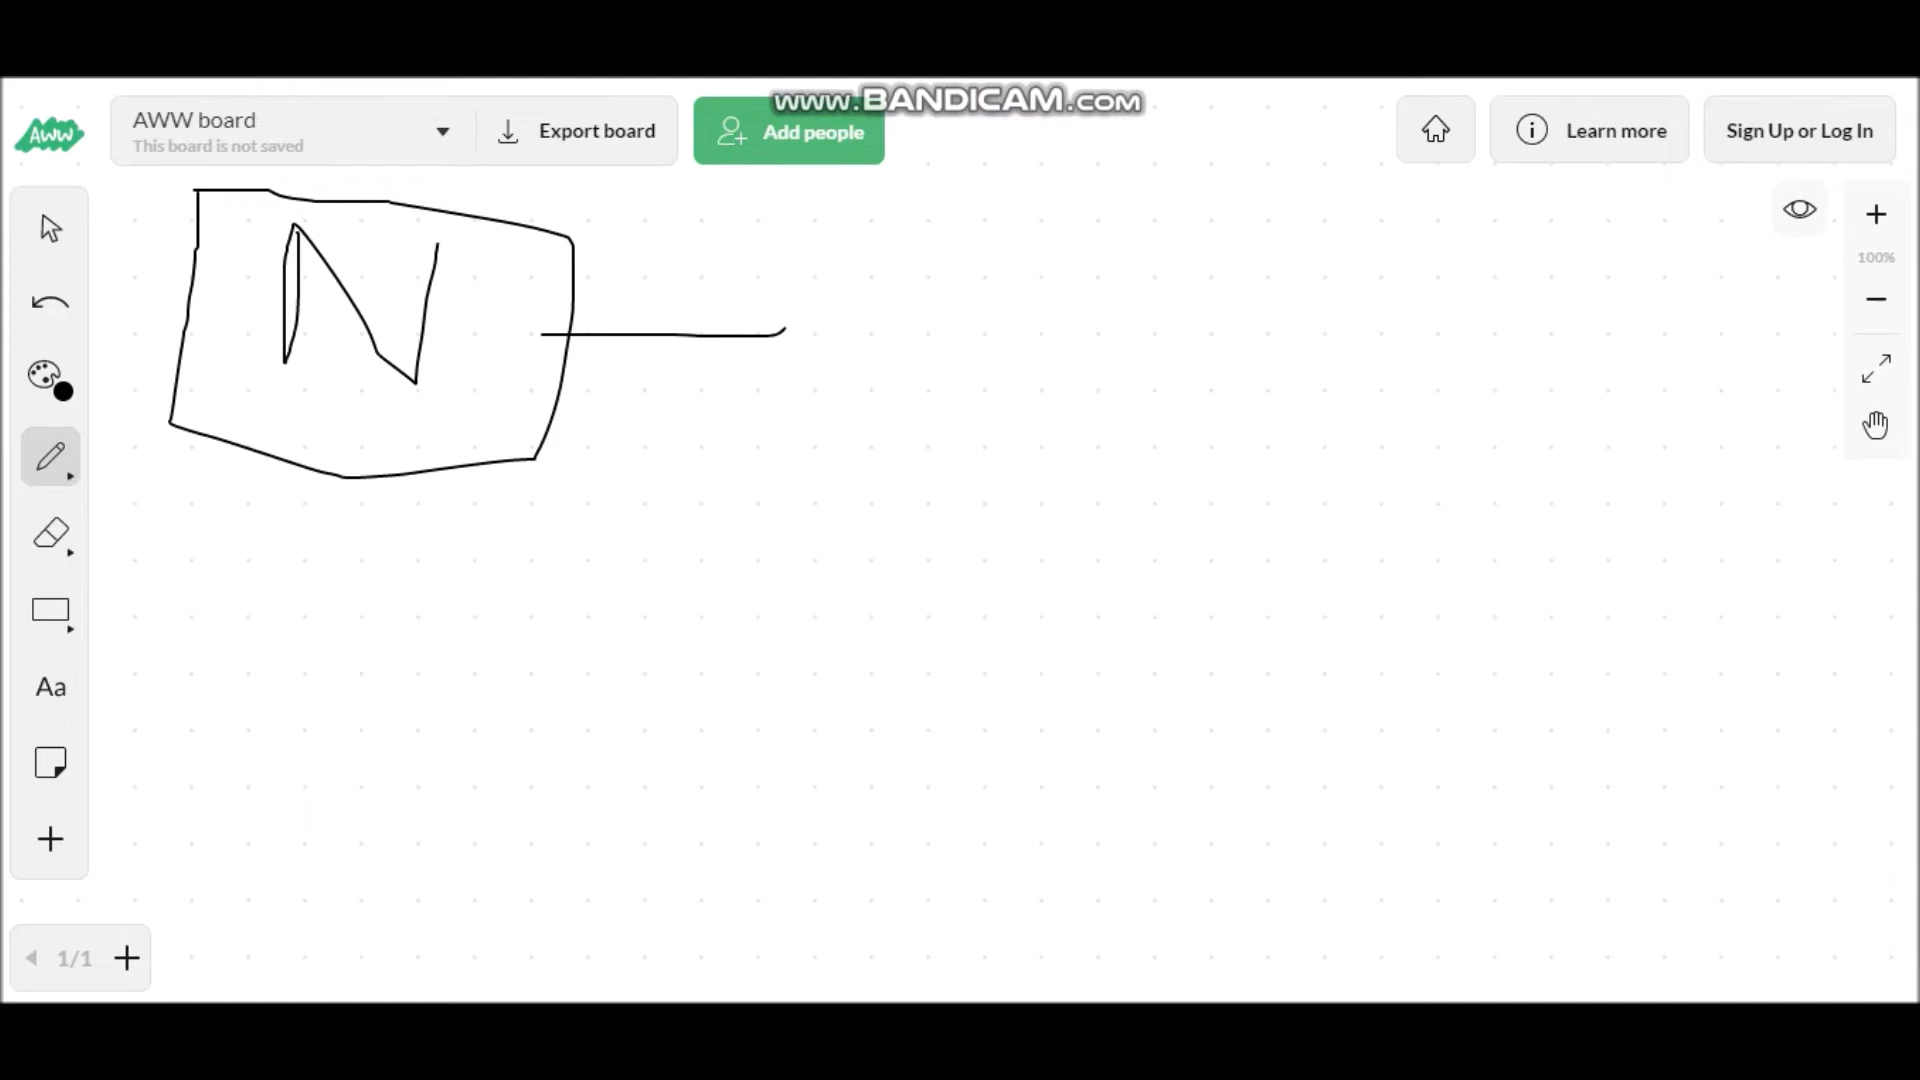 www.BANDICAM.com
AWW
AWW board
This board is not saved
Export board
Add people
Learn more
Sign Up or Log In
N
100%
Aa
1/1